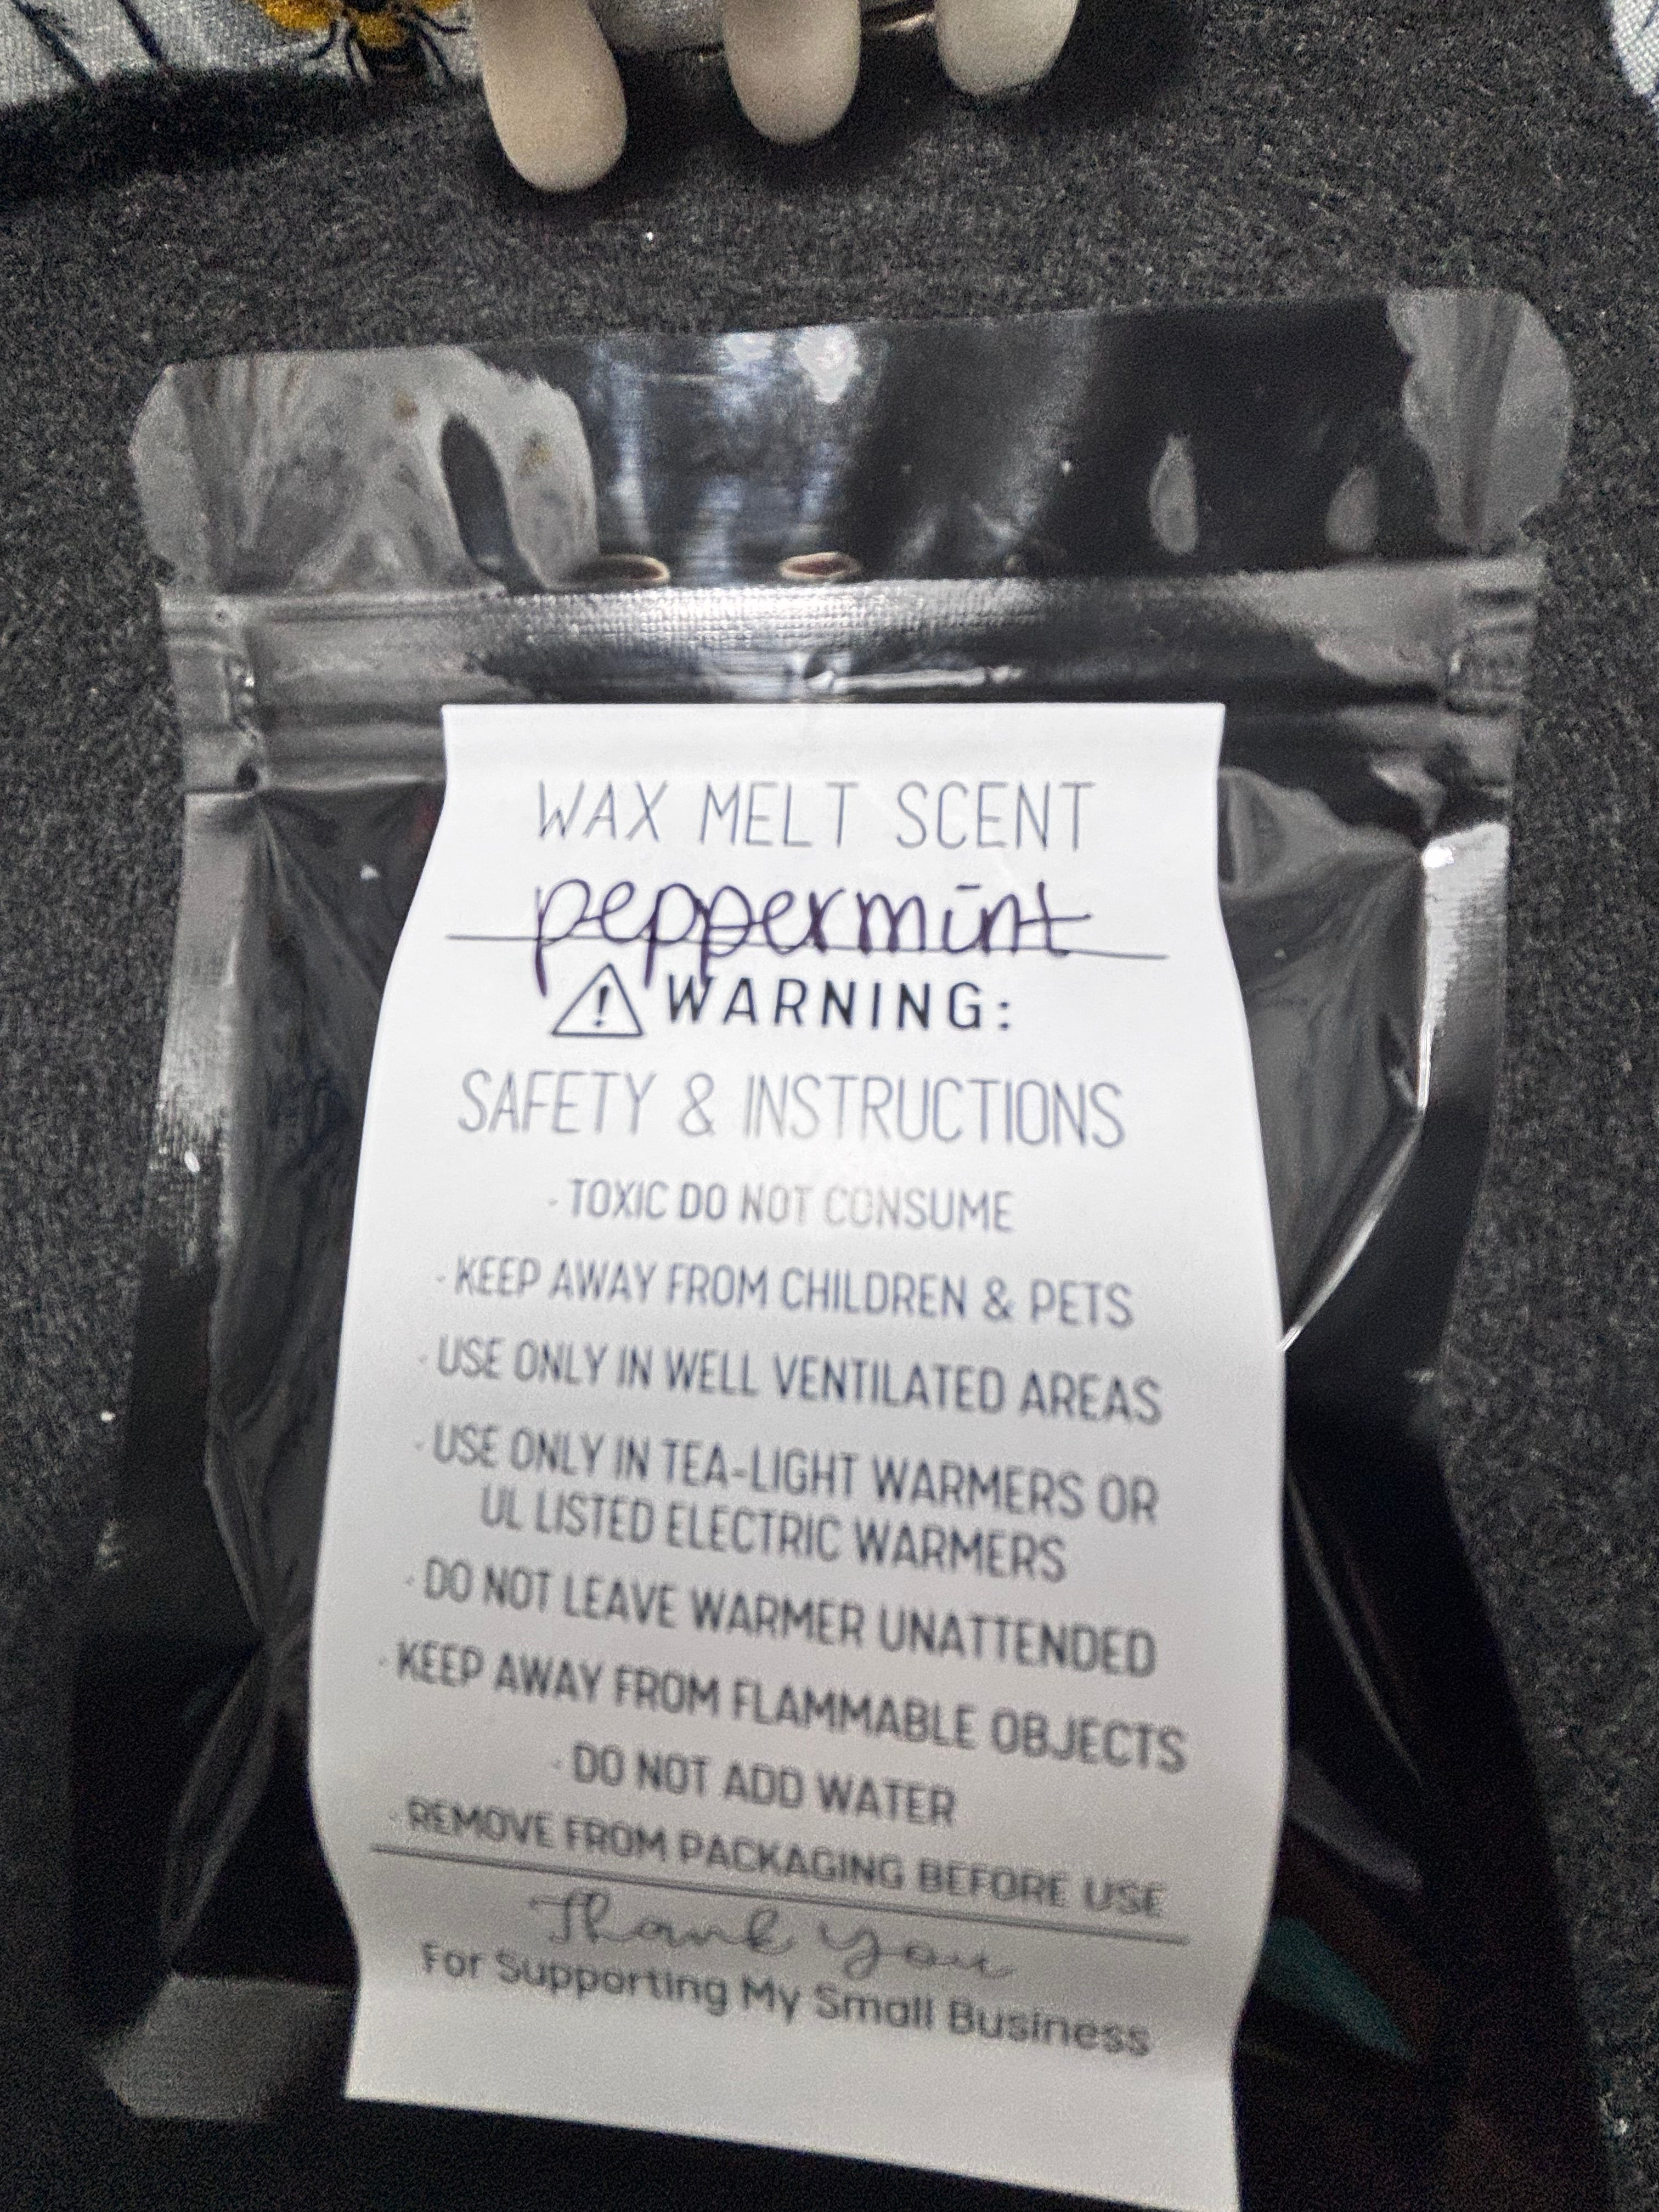 WAX MELT SCENT
peppermint
⚠ WARNING:
SAFETY & INSTRUCTIONS
· TOXIC DO NOT CONSUME
· KEEP AWAY FROM CHILDREN & PETS
· USE ONLY IN WELL VENTILATED AREAS
· USE ONLY IN TEA-LIGHT WARMERS OR
UL LISTED ELECTRIC WARMERS
· DO NOT LEAVE WARMER UNATTENDED
· KEEP AWAY FROM FLAMMABLE OBJECTS
· DO NOT ADD WATER
· REMOVE FROM PACKAGING BEFORE USE
Thank You
For Supporting My Small Business